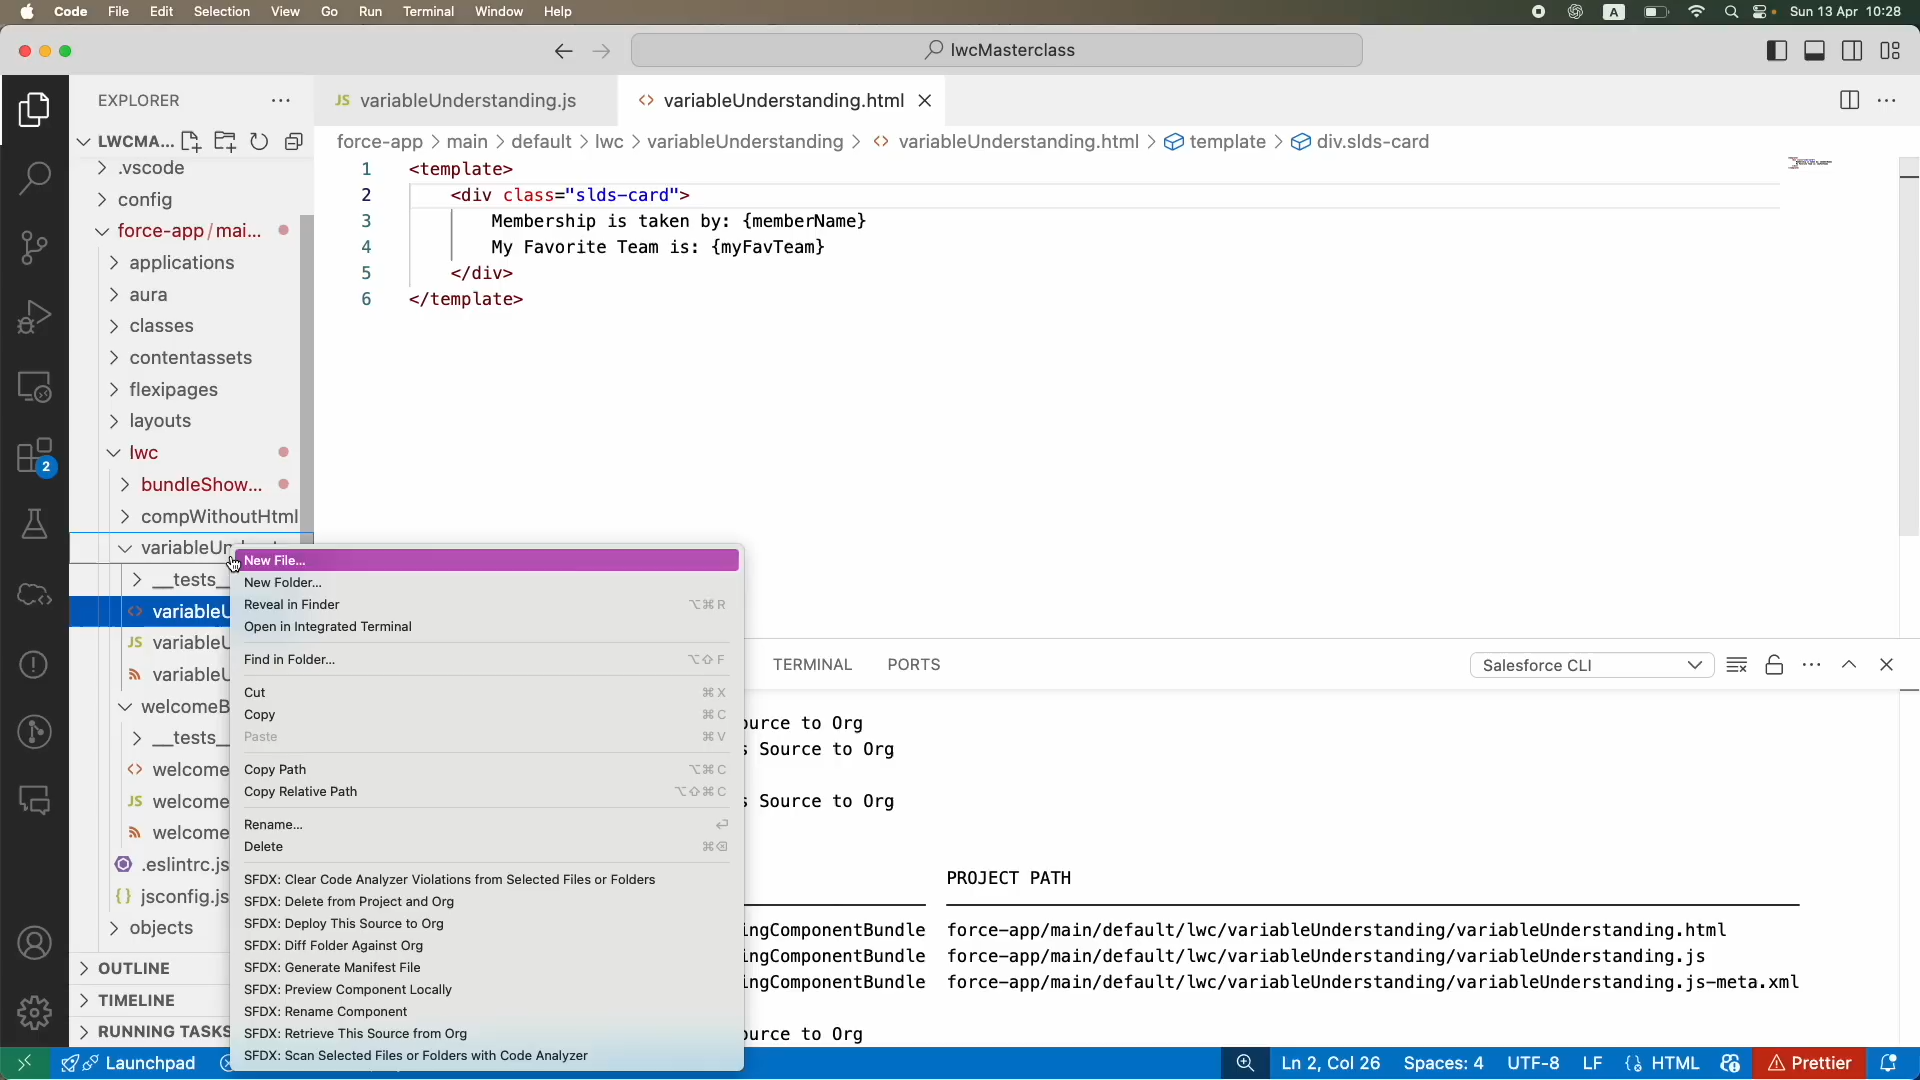 Code File Edit Selection View Go Run Terminal Window Help
A
Sun 13 Apr 10:28
lwcMasterclass
EXPLORER
LWCMA...
.vscode
config
force-app / mai...
applications
aura
classes
contentassets
flexipages
layouts
lwc
bundleShow...
compWithoutHtml
__tests_
JS
__tests_
JS
.eslintrc.js
objects
OUTLINE
TIMELINE
RUNNING TASKS
2
JS variableUnderstanding.js
variableUnderstanding.html
force-app > main > default > lwc > variableUnderstanding > variableUnderstanding.html > template > div.slds-card
1 <template>
2 <div class="slds-card">
3 Membership is taken by: {memberName}
4 My Favorite Team is: {myFavTeam}
5 </div>
6 </template>
New File...
New Folder...
Reveal in Finder ⌥⌘R
Open in Integrated Terminal
Find in Folder... ⌥⇧F
Cut ⌘X
Copy ⌘C
Paste ⌘V
Copy Path ⌥⌘C
Copy Relative Path ⌥⇧⌘C
Rename... ⏎
Delete ⌘⌫
SFDX: Clear Code Analyzer Violations from Selected Files or Folders
SFDX: Delete from Project and Org
SFDX: Deploy This Source to Org
SFDX: Diff Folder Against Org
SFDX: Generate Manifest File
SFDX: Preview Component Locally
SFDX: Rename Component
SFDX: Retrieve This Source from Org
SFDX: Scan Selected Files or Folders with Code Analyzer
TERMINAL PORTS
Salesforce CLI
ource to Org
s Source to Org
s Source to Org
PROJECT PATH
ingComponentBundle force-app/main/default/lwc/variableUnderstanding/variableUnderstanding.html
ingComponentBundle force-app/main/default/lwc/variableUnderstanding/variableUnderstanding.js
ingComponentBundle force-app/main/default/lwc/variableUnderstanding/variableUnderstanding.js-meta.xml
ource to Org
Launchpad
Ln 2, Col 26 Spaces: 4 UTF-8 LF {} HTML Prettier